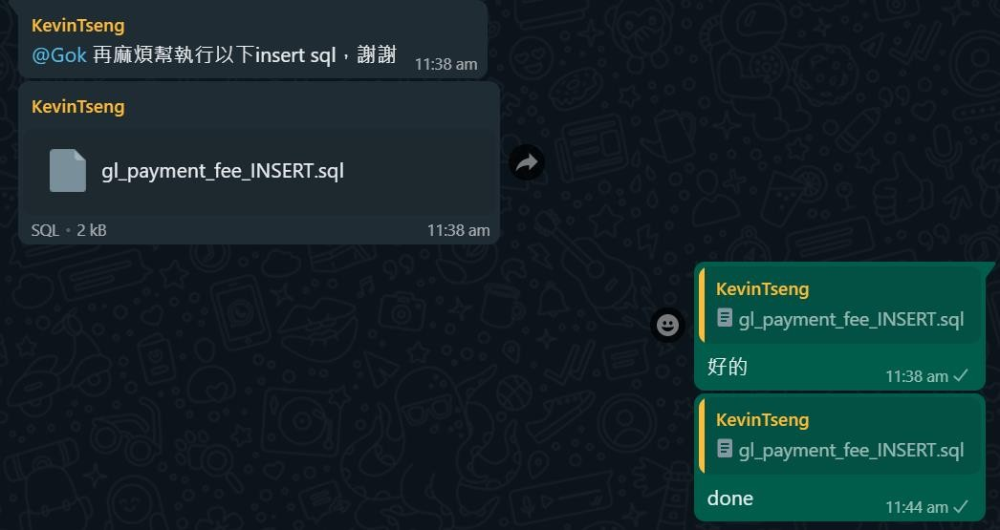 KevinTseng
@Gok 再麻煩幫執行以下insert sql，謝謝
11:38 am
KevinTseng
gl_payment_fee_INSERT.sql
SQL • 2 kB
11:38 am
KevinTseng
gl_payment_fee_INSERT.sql
好的
11:38 am
KevinTseng
gl_payment_fee_INSERT.sql
done
11:44 am